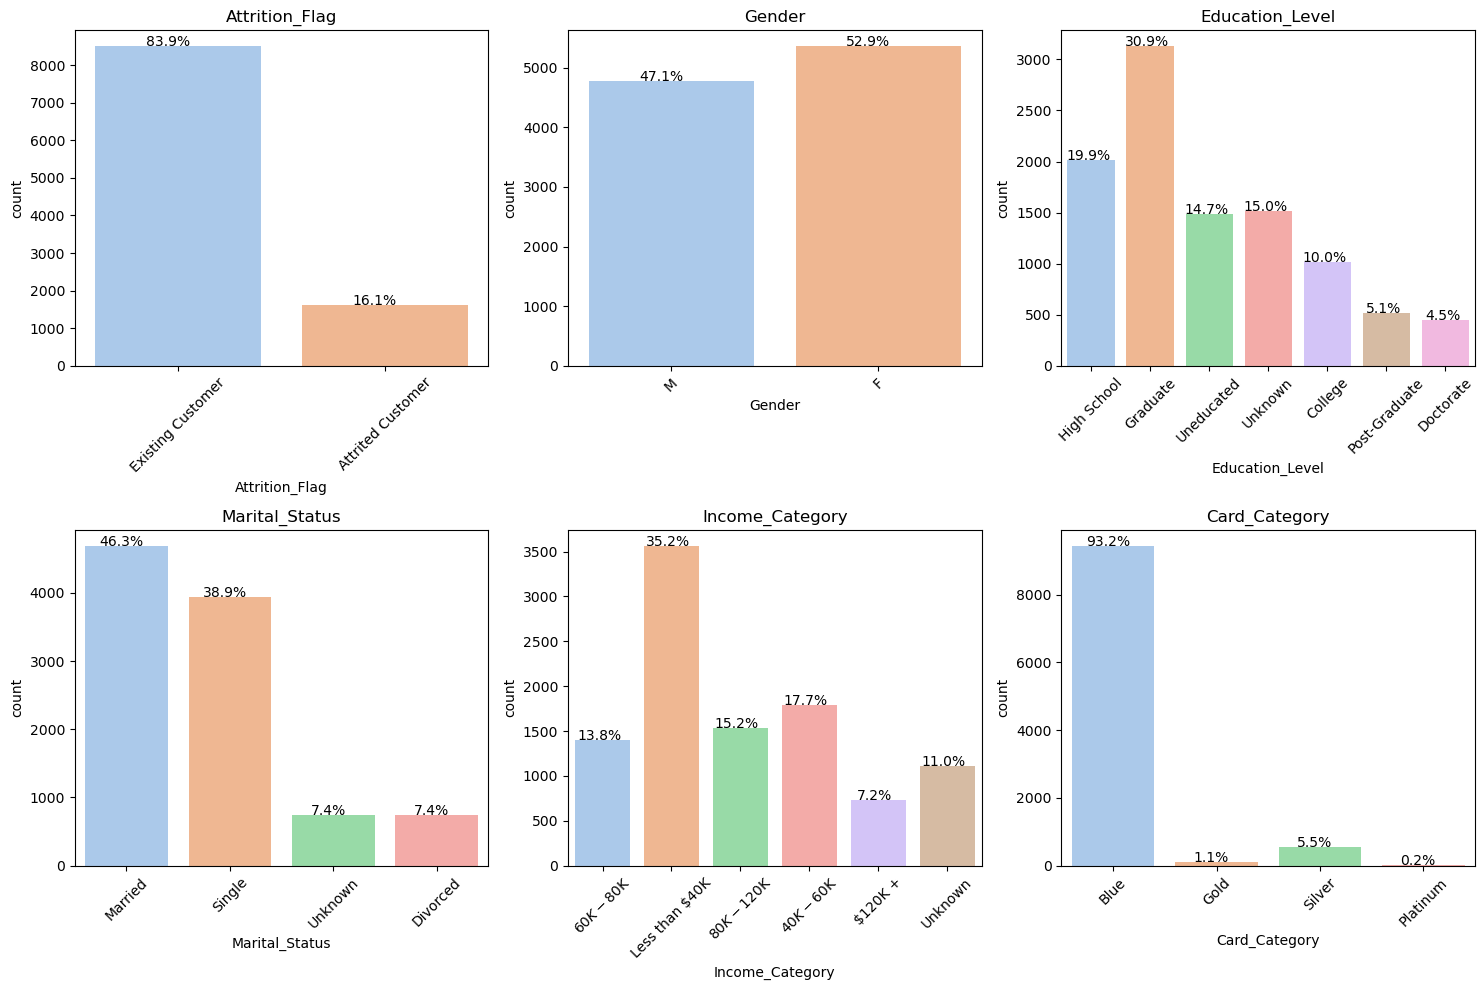 Attrition_Flag
83.9%
16.1%
8000
7000
6000
5000
4000
3000
2000
1000
0
count
Existing Customer
Attrited Customer
Attrition_Flag
Gender
47.1%
52.9%
5000
4000
3000
2000
1000
0
count
M
F
Gender
Education_Level
19.9%
30.9%
14.7%
15.0%
10.0%
5.1%
4.5%
3000
2500
2000
1500
1000
500
0
count
High School
Graduate
Uneducated
Unknown
College
Post-Graduate
Doctorate
Education_Level
Marital_Status
46.3%
38.9%
7.4%
7.4%
4000
3000
2000
1000
0
count
Married
Single
Unknown
Divorced
Marital_Status
Income_Category
13.8%
35.2%
15.2%
17.7%
7.2%
11.0%
3500
3000
2500
2000
1500
1000
500
0
count
60K − 80K
Less than $40K
80K − 120K
40K − 60K
$120K +
Unknown
Income_Category
Card_Category
93.2%
1.1%
5.5%
0.2%
8000
6000
4000
2000
0
count
Blue
Gold
Silver
Platinum
Card_Category